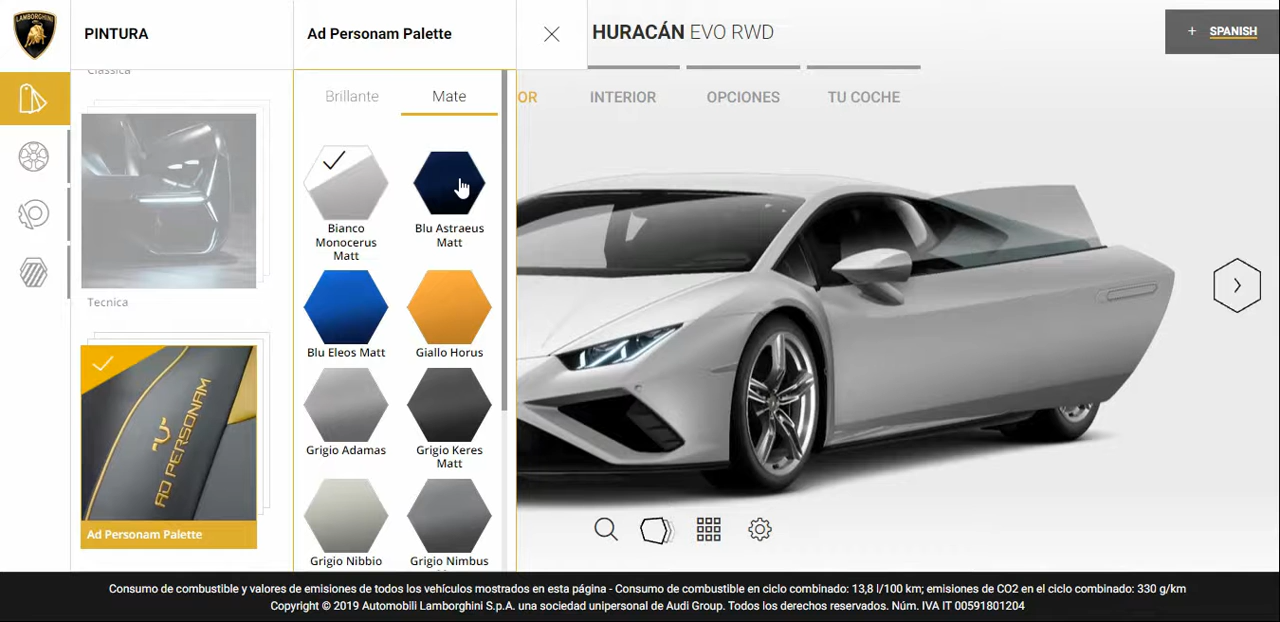 LAMBORGHINI
PINTURA
Ad Personam Palette
HURACÁN EVO RWD
+ SPANISH
Clássica
Brillante
Mate
OR
INTERIOR
OPCIONES
TU COCHE
Bianco
Monocerus
Matt
Blu Astraeus
Matt
Tecnica
Blu Eleos Matt
Giallo Horus
AD PERSONAM
Grigio Adamas
Grigio Keres
Matt
Ad Personam Palette
Grigio Nibbio
Grigio Nimbus
Consumo de combustible y valores de emisiones de todos los vehículos mostrados en esta página - Consumo de combustible en ciclo combinado: 13,8 l/100 km; emisiones de CO2 en el ciclo combinado: 330 g/km
Copyright © 2019 Automobili Lamborghini S.p.A. una sociedad unipersonal de Audi Group. Todos los derechos reservados. Núm. IVA IT 00591801204